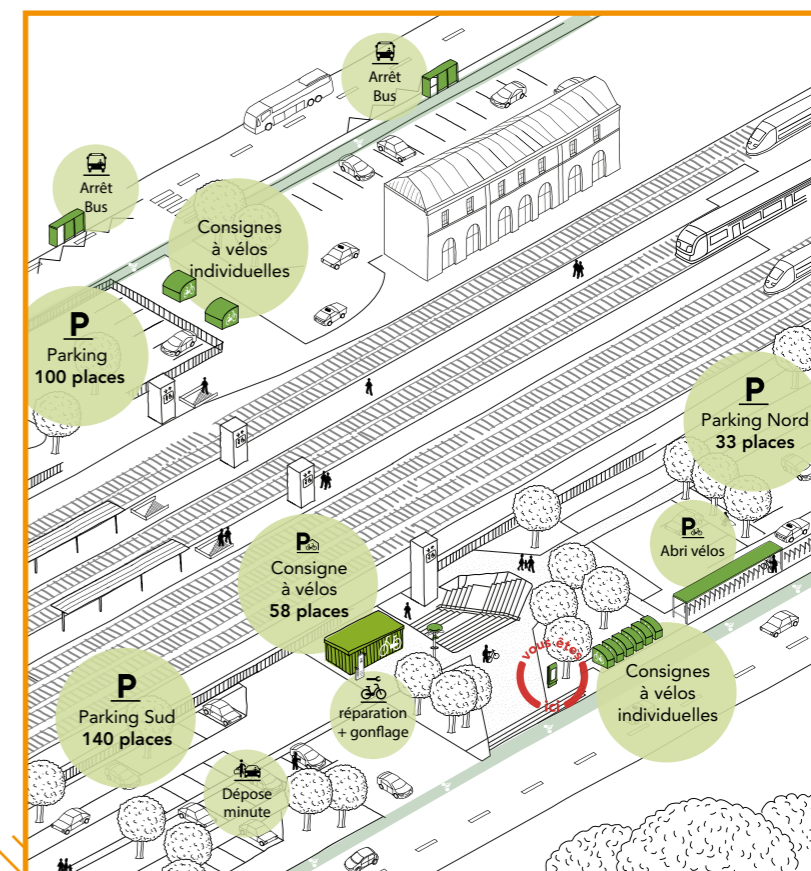 Arrêt
Bus
Arrêt
Bus
Consignes
à vélos
individuelles
P
Parking
100 places
P
Parking Nord
33 places
P
Abri vélos
P
Consigne
à vélos
58 places
vous êtes
ici
Consignes
à vélos
individuelles
réparation
+ gonflage
P
Parking Sud
140 places
Dépose
minute